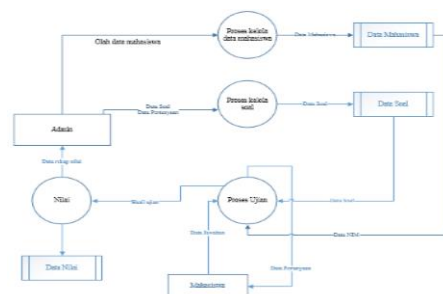 Proses kelola
data mahasiswa
Data Mahasiswa
Data Mahasiswa
Olah data mahasiswa
Data Soal
Data Pertanyaan
Proses kelola
soal
Data Soal
Data Soal
Admin
Data rekap nilai
Nilai
Hasil ujian
Proses Ujian
Data Soal
Data NIM
Data Jawaban
Data Pertanyaan
Data Nilai
Mahasiswa